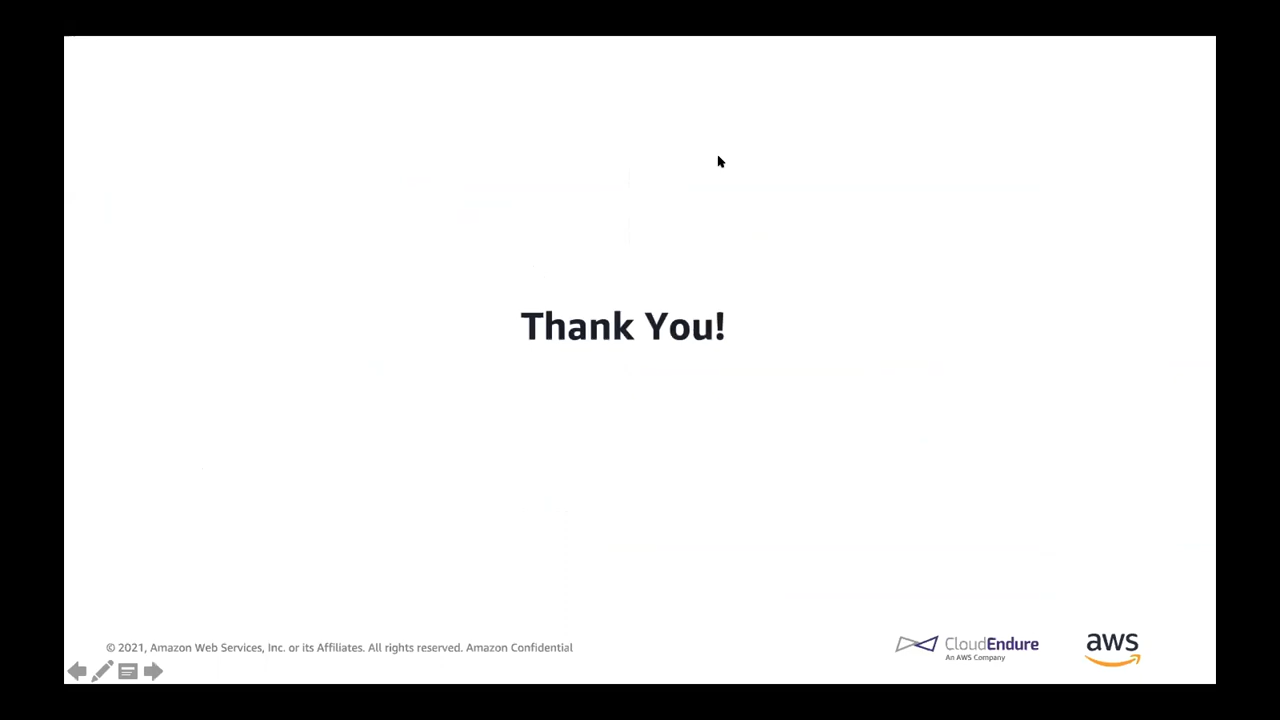 Thank You!
© 2021, Amazon Web Services, Inc. or its Affiliates. All rights reserved. Amazon Confidential
CloudEndure
An AWS Company
aws